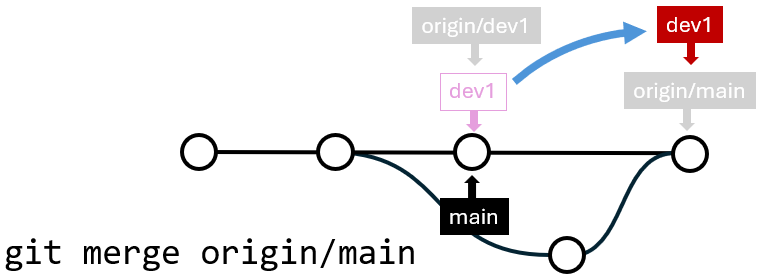 origin/dev1
dev1
dev1
origin/main
main
git merge origin/main